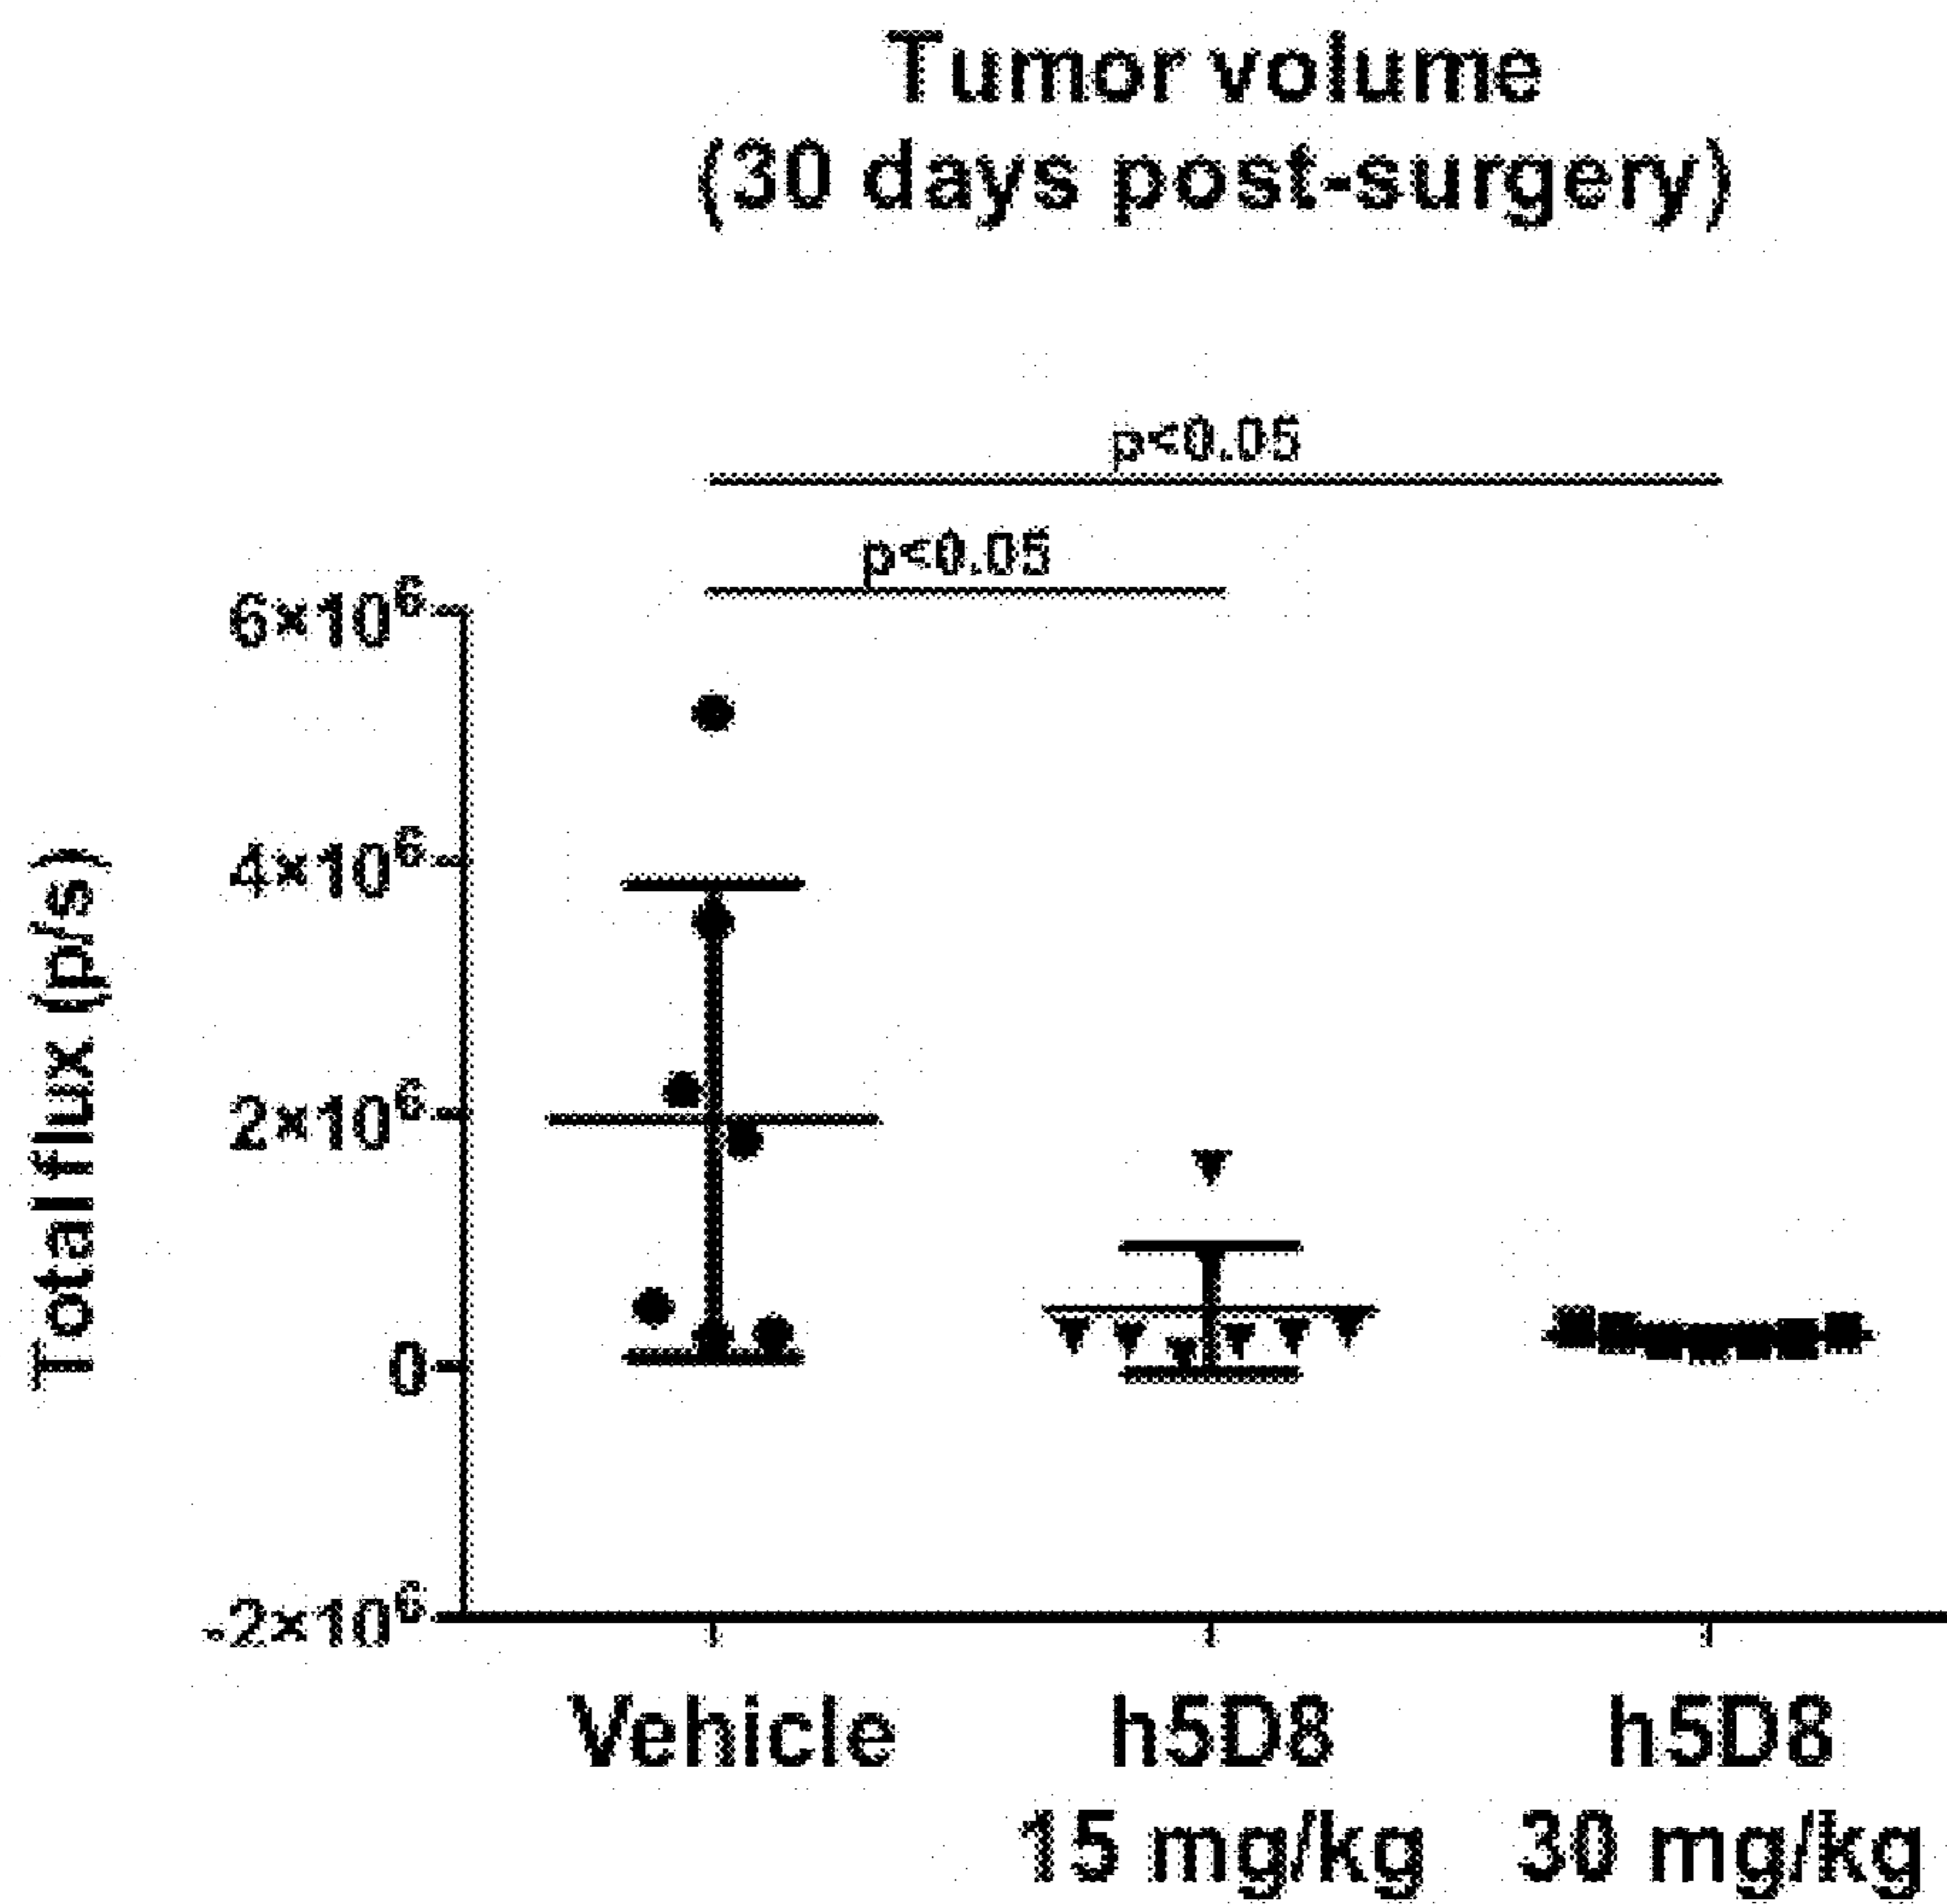 Tumor volume
(30 days post-surgery)
p<0.05
p<0.05
6×10⁶
4×10⁶
2×10⁶
0
-2×10⁶
Total flux (p/s)
Vehicle
h5D8
15 mg/kg
h5D8
30 mg/kg